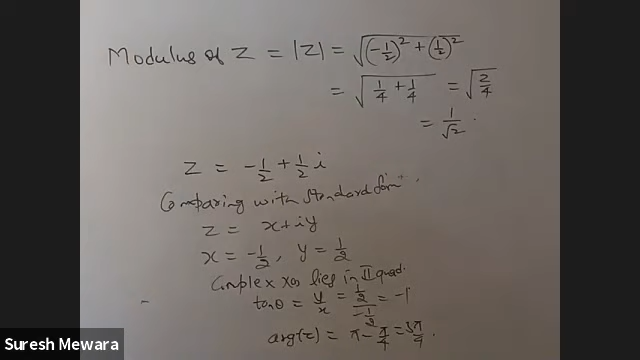 Modulus of Z = |Z| = √((-1/2)² + (1/2)²)
= √(1/4 + 1/4) = √(2/4)
= 1/√2
Z = -1/2 + 1/2 i
Comparing with standard form
Z = x + iy
x = -1/2, y = 1/2
Complex no lies in II quad.
tanθ = y/x = (1/2)/(-1/2) = -1
arg(z) = π - π/4 = 3π/4.
Suresh Mewara